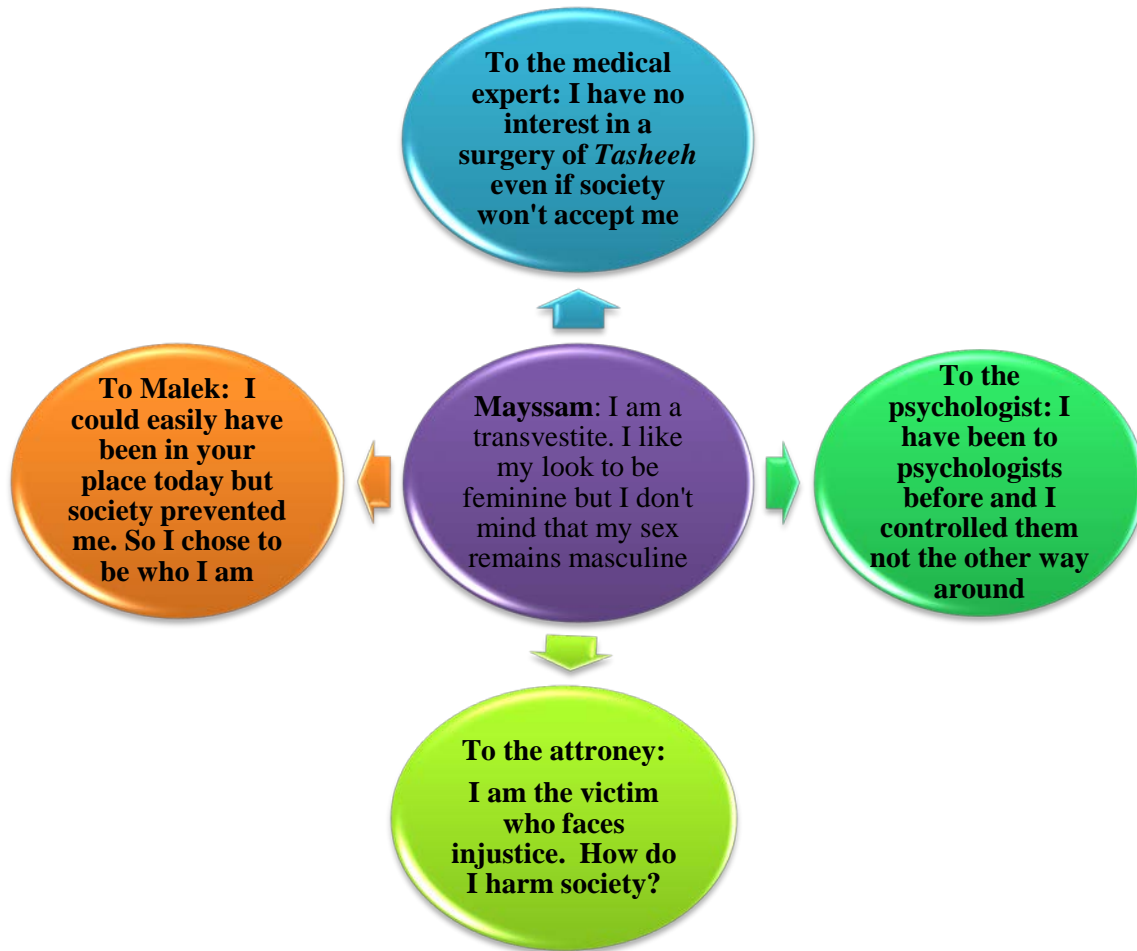 To the medical
expert: I have no
interest in a
surgery of Tasheeh
even if society
won't accept me
To Malek:  I
could easily have
been in your
place today but
society prevented
me. So I chose to
be who I am
Mayssam: I am a
transvestite. I like
my look to be
feminine but I don't
mind that my sex
remains masculine
To the
psychologist: I
have been to
psychologists
before and I
controlled them
not the other way
around
To the attroney:
I am the victim
who faces
injustice.  How do
I harm society?